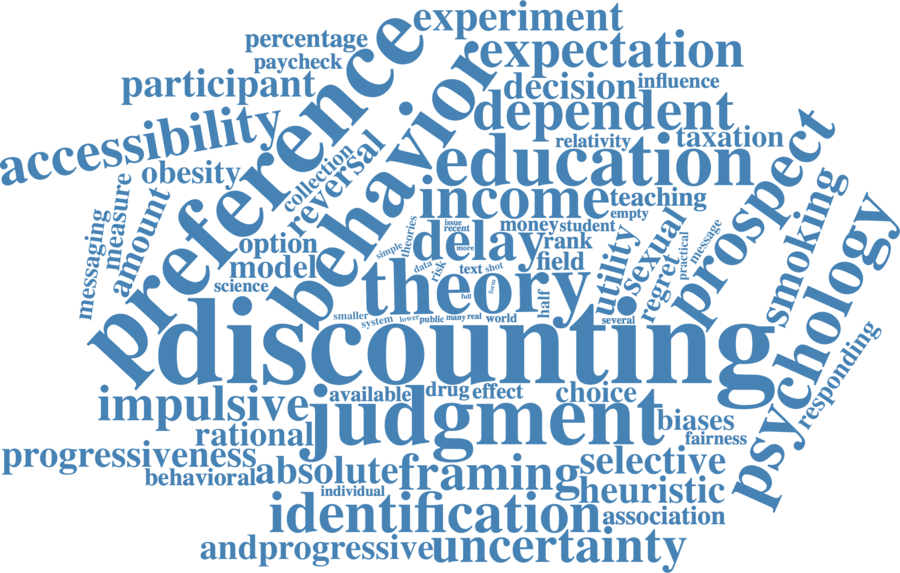 experiment
percentage
paycheck
expectation
participant
decision
influence
preference
behavior
dependent
accessibility
relativity
taxation
obesity
collection
reversal
education
prospect
messaging
measure
amount
income
teaching
empty
smoking
psychology
issue
recent
money
student
option
simple
theories
delay
more
rank
utility
sexual
regret
practical
message
model
science
data
risk
text
shot
field
theory
full
form
half
smaller
system
lower
public
many
real
world
several
discounting
responding
impulsive
available
drug
effect
choice
judgment
biases
rational
fairness
progressiveness
behavioral
absolute
framing
selective
individual
heuristic
identification
association
andprogressive
uncertainty